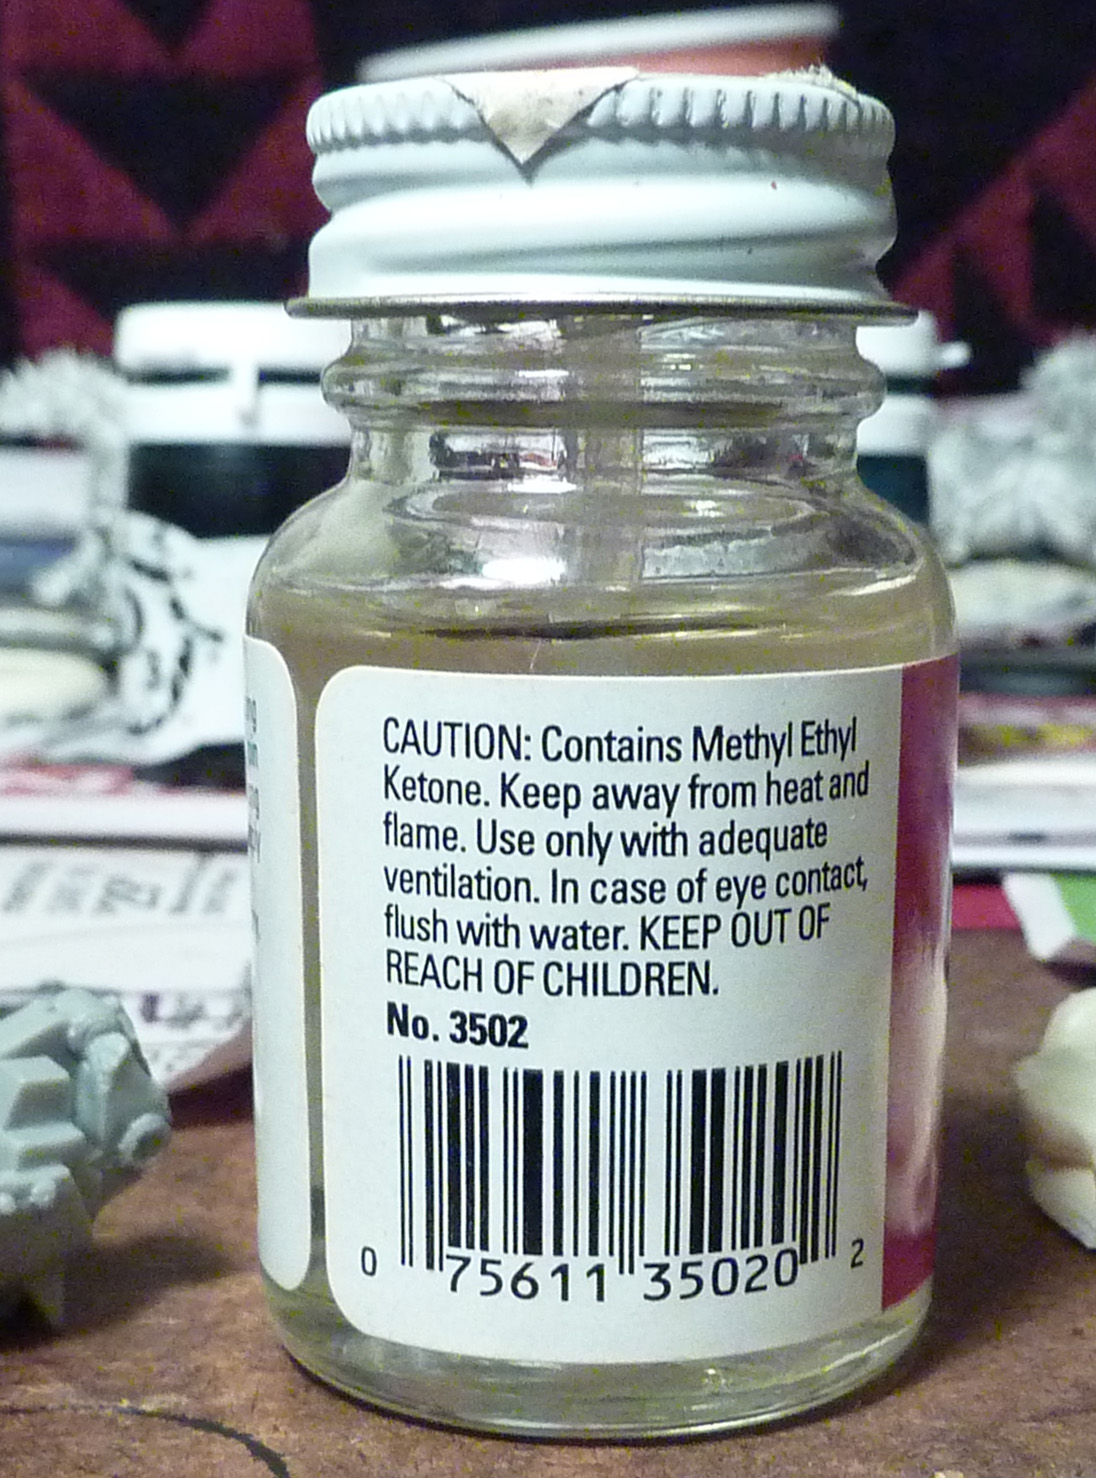 CAUTION: Contains Methyl Ethyl
Ketone. Keep away from heat and
flame. Use only with adequate
ventilation. In case of eye contact,
flush with water. KEEP OUT OF
REACH OF CHILDREN.
No. 3502
0 75611 35020 2